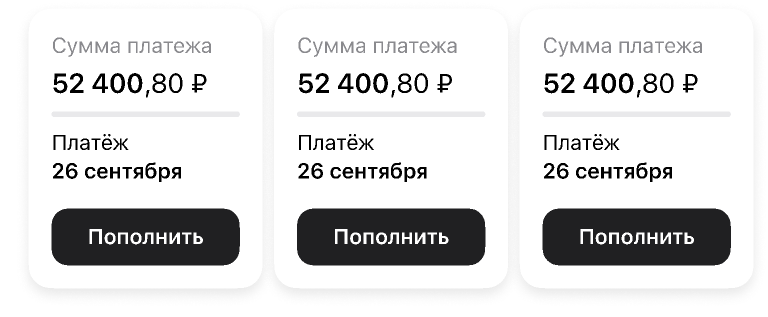 Сумма платежа
52 400,80 ₽
Платёж
26 сентября
Пополнить
Сумма платежа
52 400,80 ₽
Платёж
26 сентября
Пополнить
Сумма платежа
52 400,80 ₽
Платёж
26 сентября
Пополнить